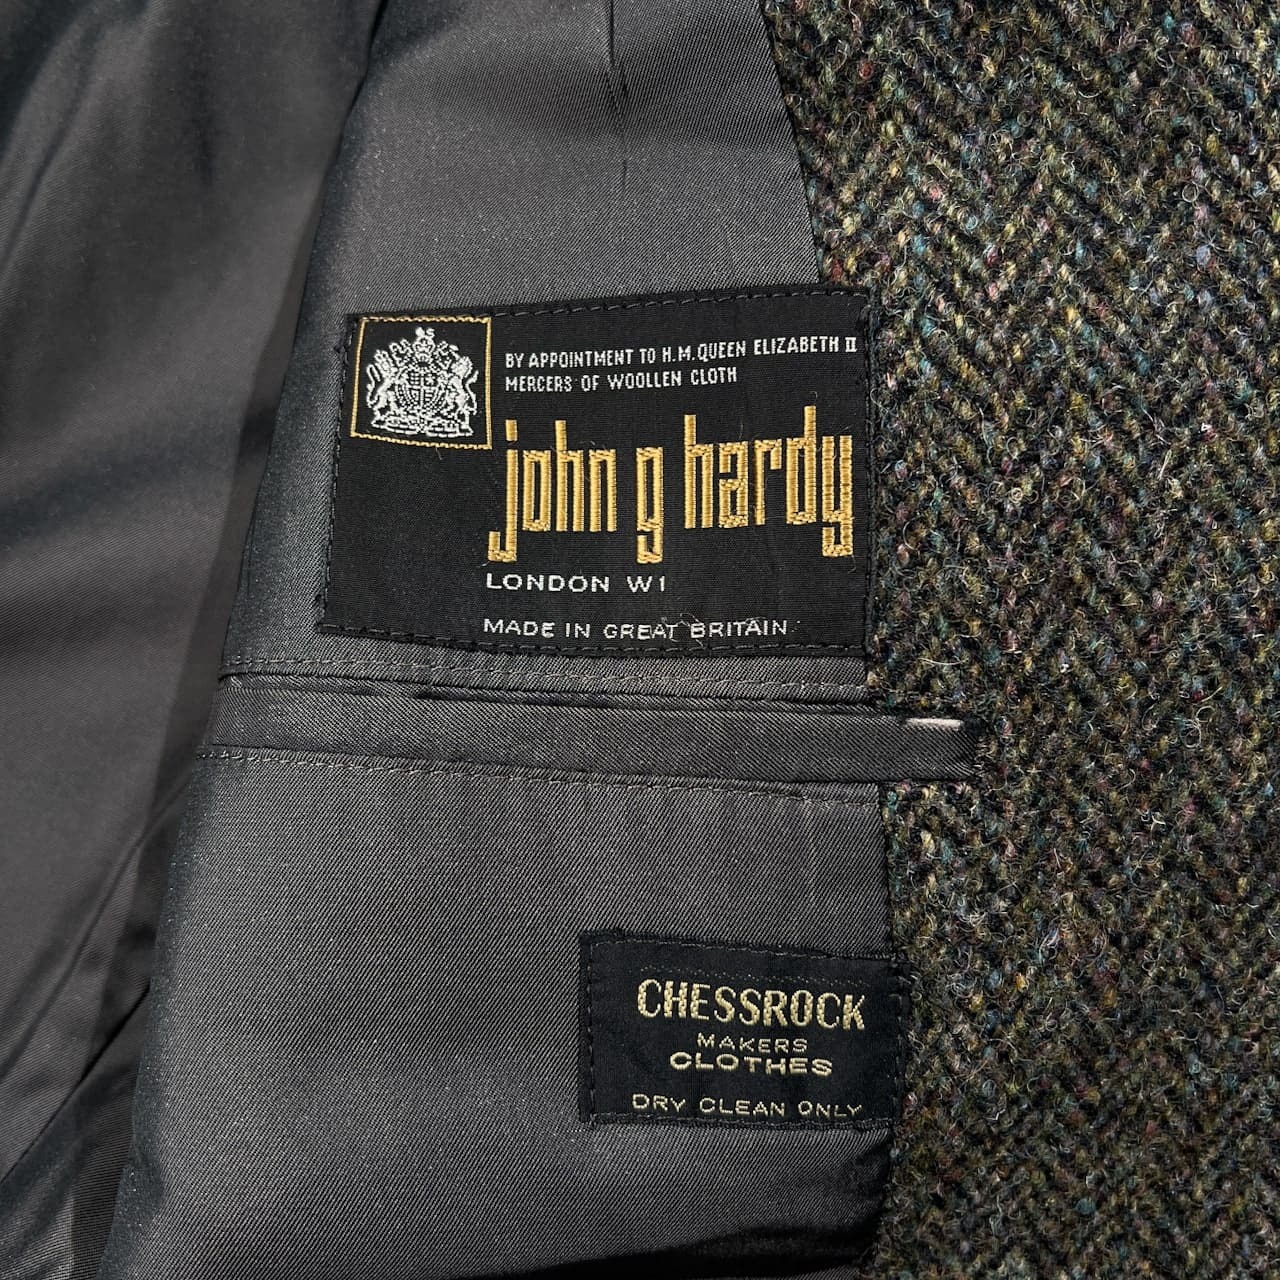 BY APPOINTMENT TO H.M. QUEEN ELIZABETH II
MERCERS OF WOOLLEN CLOTH
john g hardy
LONDON W1
MADE IN GREAT BRITAIN
CHESSROCK
MAKERS
CLOTHES
DRY CLEAN ONLY